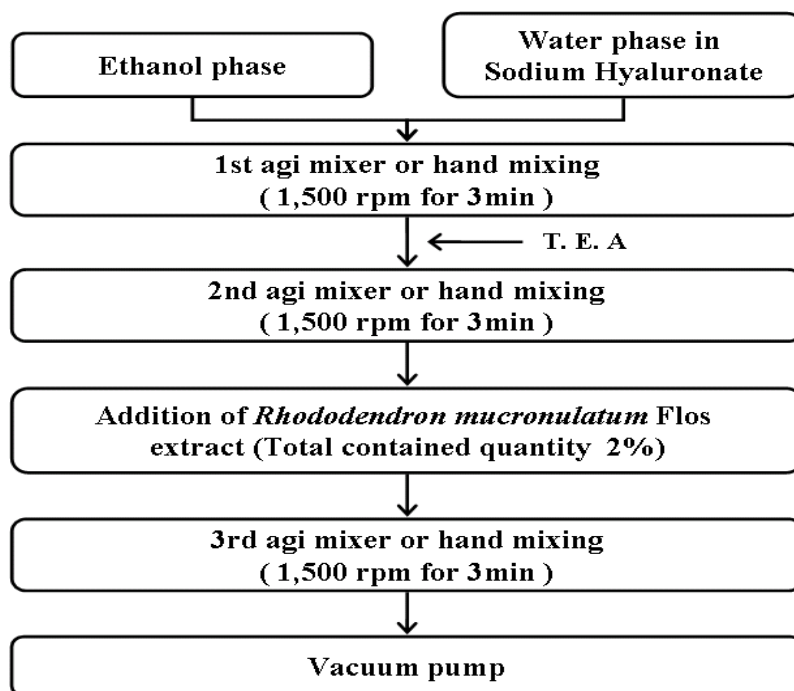 Ethanol phase
Water phase in
Sodium Hyaluronate
1st agi mixer or hand mixing
( 1,500 rpm for 3min )
T. E. A
2nd agi mixer or hand mixing
( 1,500 rpm for 3min )
Addition of Rhododendron mucronulatum Flos
extract (Total contained quantity 2%)
3rd agi mixer or hand mixing
( 1,500 rpm for 3min )
Vacuum pump